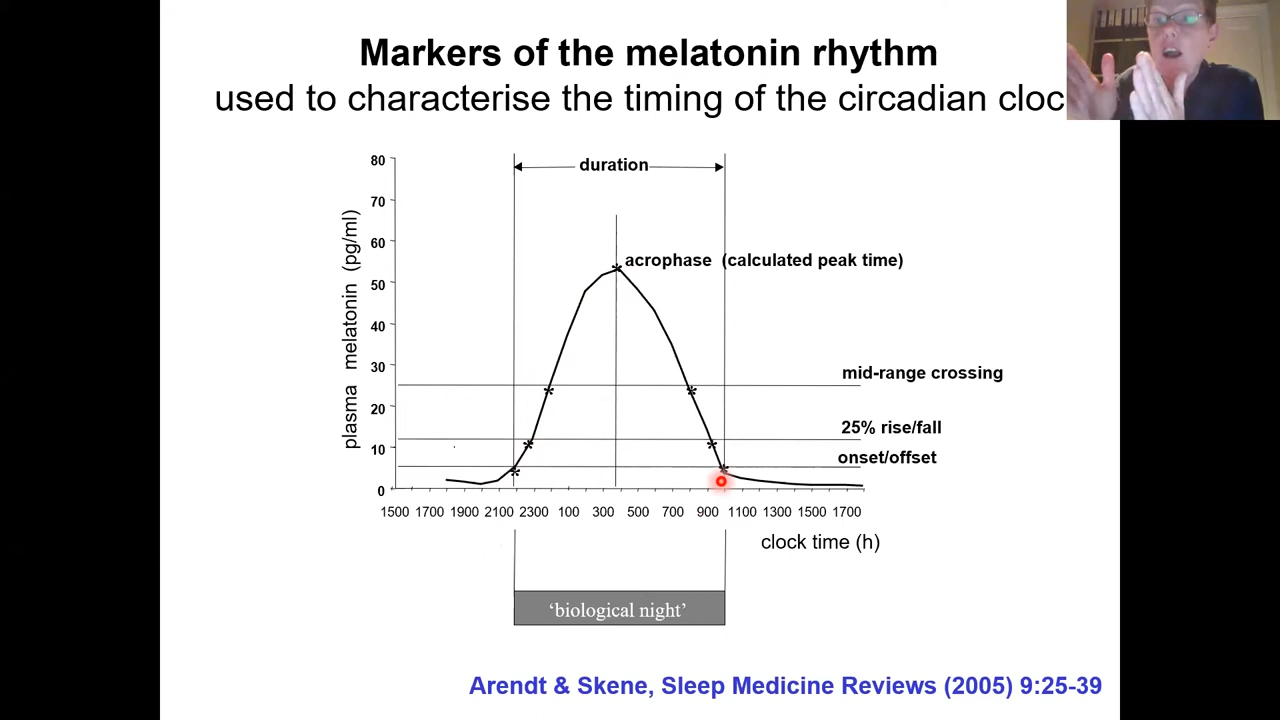 Markers of the melatonin rhythm
used to characterise the timing of the circadian cloc
duration
80
70
60
50
40
30
20
10
0
plasma melatonin (pg/ml)
acrophase (calculated peak time)
mid-range crossing
25% rise/fall
onset/offset
1500 1700 1900 2100 2300 100 300 500 700 900 1100 1300 1500 1700
clock time (h)
‘biological night’
Arendt & Skene, Sleep Medicine Reviews (2005) 9:25-39